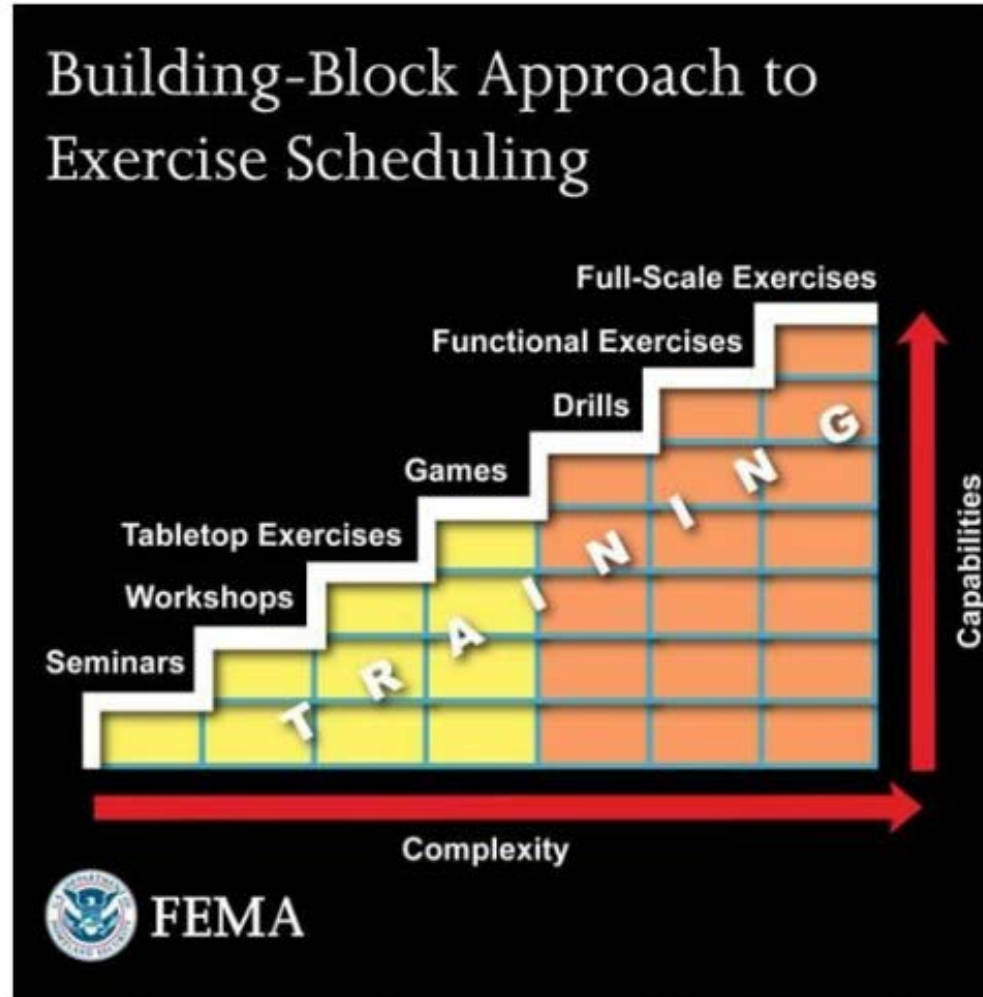 Building-Block Approach to
Exercise Scheduling
Full-Scale Exercises
Functional Exercises
Drills
Games
Tabletop Exercises
Workshops
Seminars
TRAINING
Capabilities
Complexity
FEMA